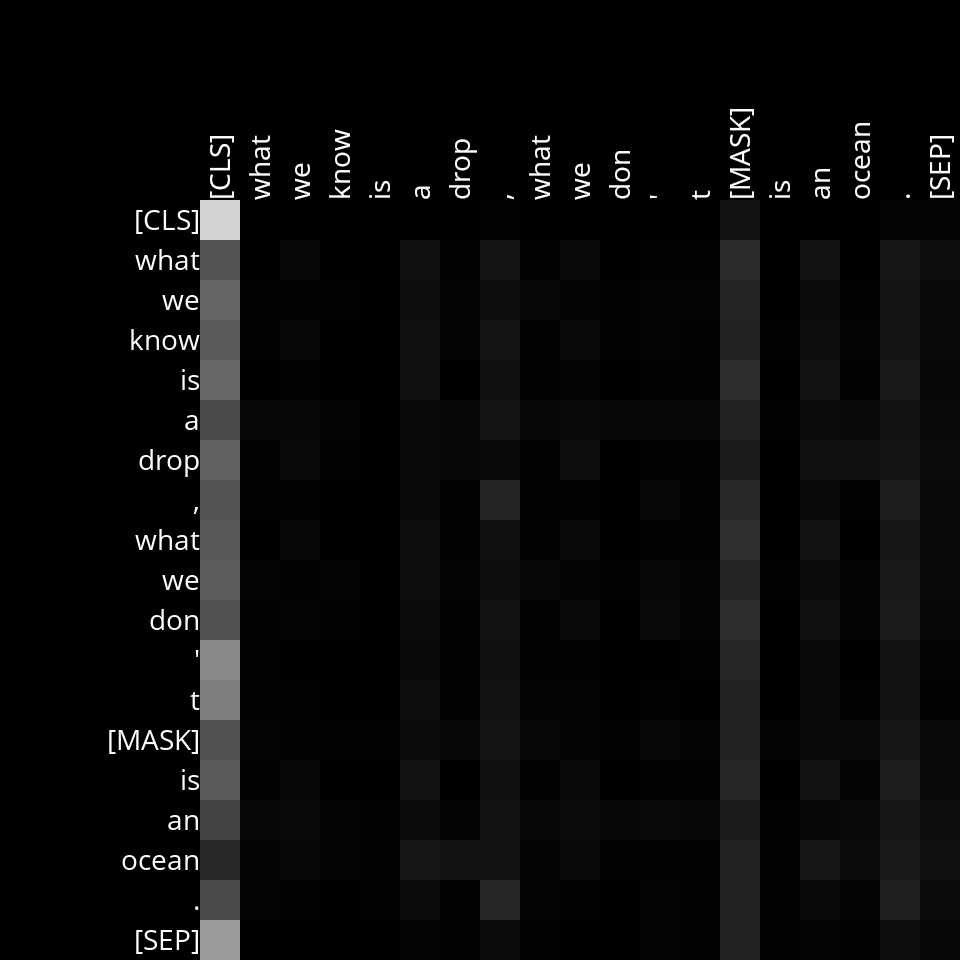 [CLS] what we know is a drop , what we don ' t [MASK] is an ocean . [SEP]
[CLS]
what
we
know
is
a
drop
,
what
we
don
'
t
[MASK]
is
an
ocean
.
[SEP]